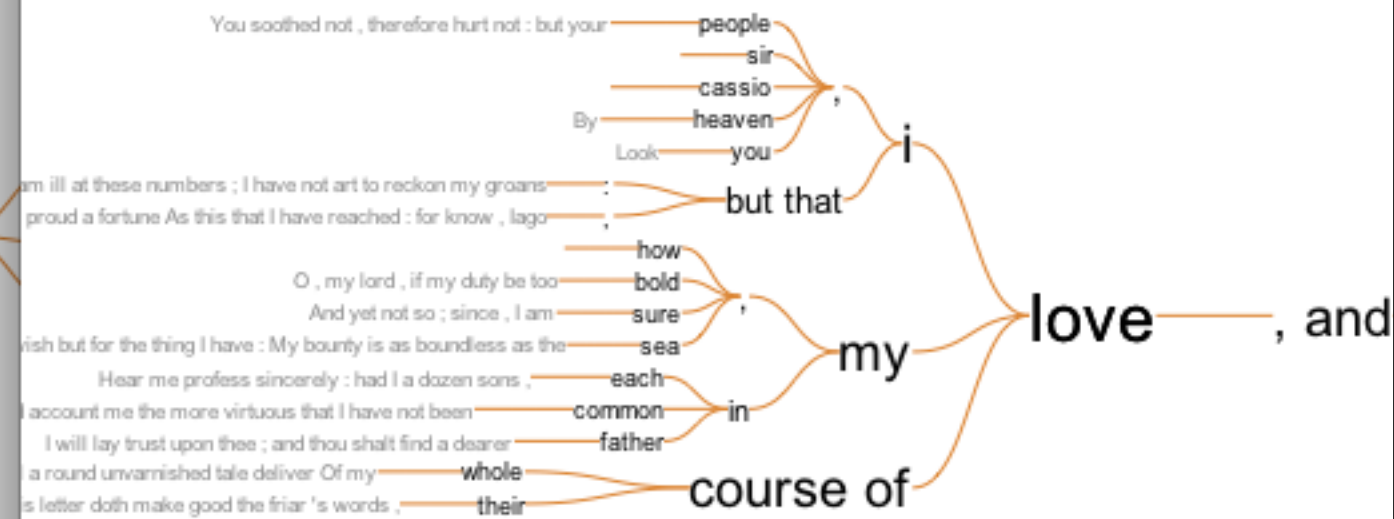 You soothed not , therefore hurt not : but your people
sir
cassio
,
By heaven
i
Look you
am ill at these numbers ; I have not art to reckon my groans :
but that
proud a fortune As this that I have reached : for know , Iago ,
how
O , my lord , if my duty be too bold
,
And yet not so ; since , I am sure
love , and
but for the thing I have : My bounty is as boundless as the sea
my
Hear me profess sincerely : had I a dozen sons , each
account me the more virtuous that I have not been common
in
I will lay trust upon thee ; and thou shalt find a dearer father
a round unvarnished tale deliver Of my whole
course of
letter doth make good the friar 's words , their